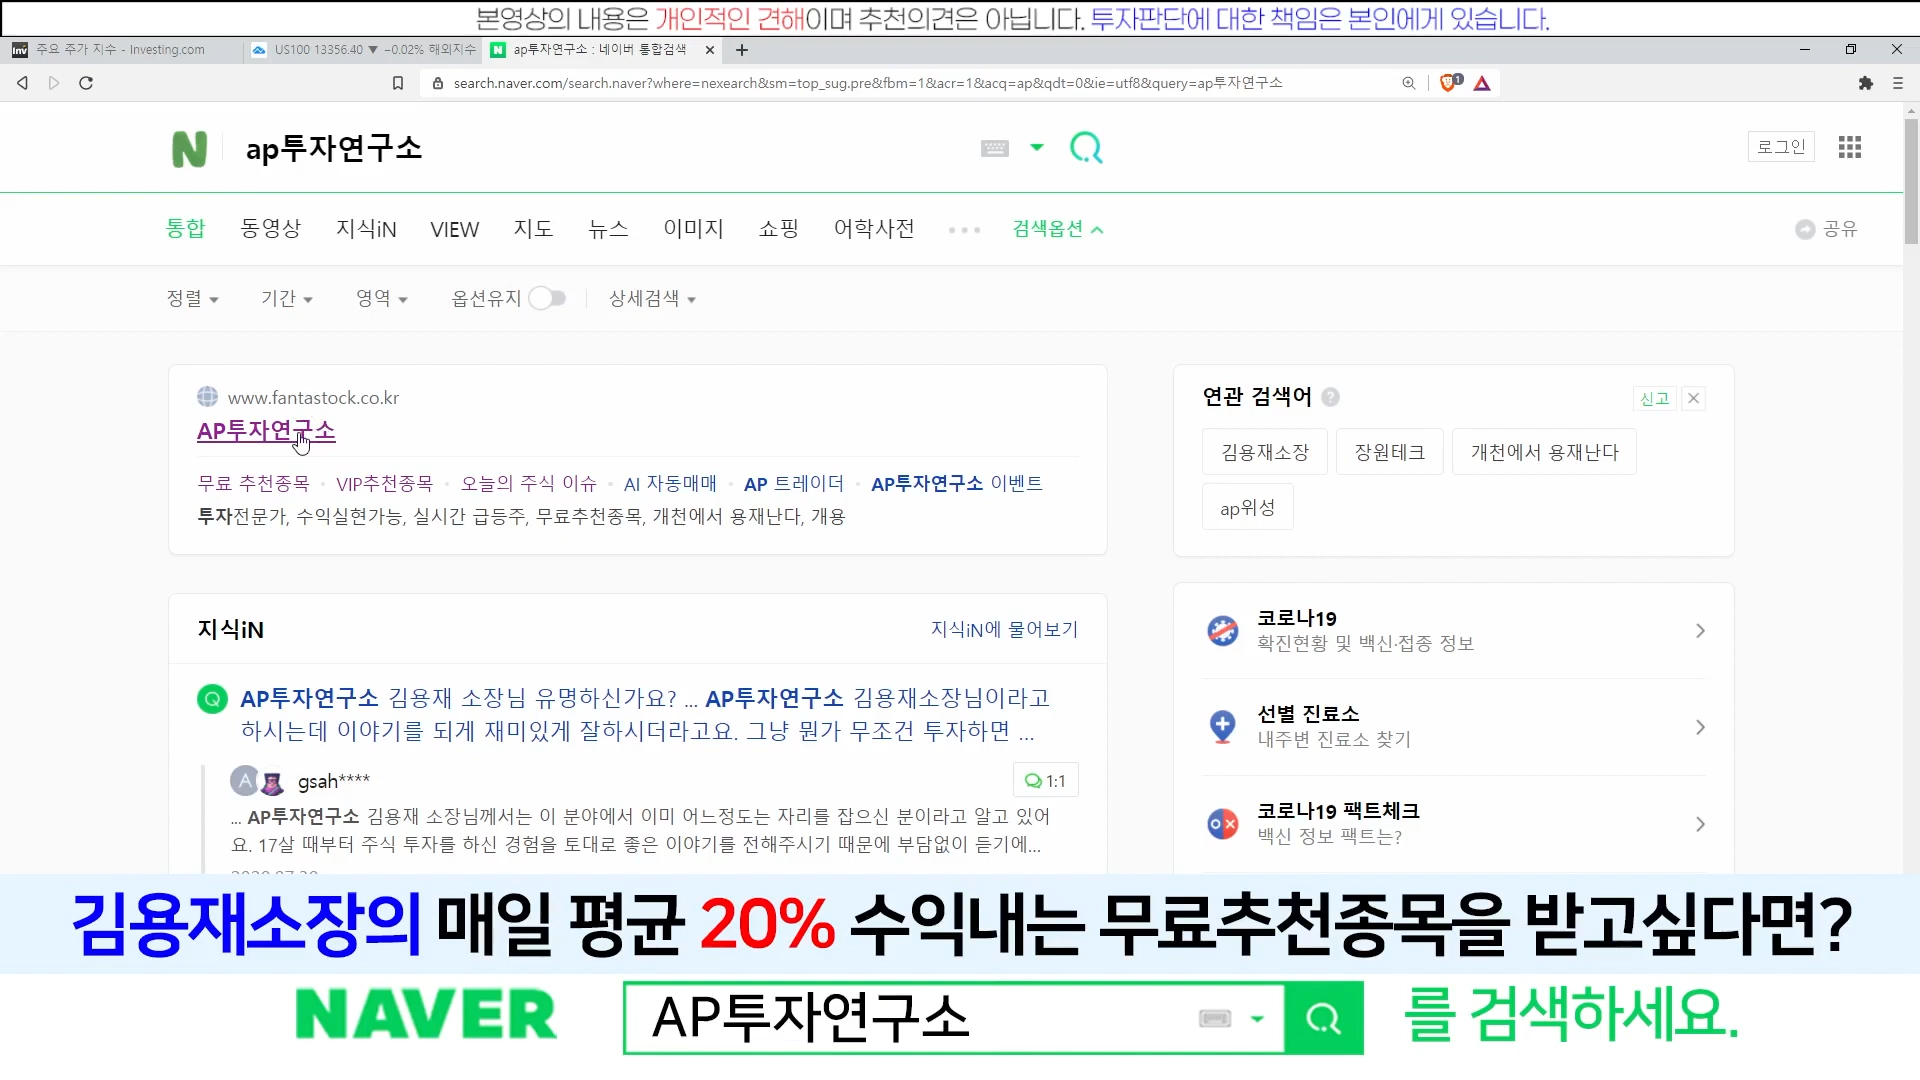 본영상의 내용은 개인적인 견해이며 추천의견은 아닙니다. 투자판단에 대한 책임은 본인에게 있습니다.
Inv 주요 주가 지수 - Investing.com
US100 13356.40 ▼ −0.02% 해외지수
N ap투자연구소 : 네이버 통합검색
search.naver.com/search.naver?where=nexearch&sm=top_sug.pre&fbm=1&acr=1&acq=ap&qdt=0&ie=utf8&query=ap투자연구소
1
N ap투자연구소
로그인
통합 동영상 지식iN VIEW 지도 뉴스 이미지 쇼핑 어학사전 검색옵션
공유
정렬 기간 영역 옵션유지 상세검색
www.fantastock.co.kr
AP투자연구소
무료 추천종목 · VIP추천종목 · 오늘의 주식 이슈 · AI 자동매매 · AP 트레이더 · AP투자연구소 이벤트
투자전문가, 수익실현가능, 실시간 급등주, 무료추천종목, 개천에서 용재난다, 개용
연관 검색어 ?
신고
김용재소장
장원테크
개천에서 용재난다
ap위성
지식iN
지식iN에 물어보기
Q AP투자연구소 김용재 소장님 유명하신가요? ... AP투자연구소 김용재소장님이라고
하시는데 이야기를 되게 재미있게 잘하시더라고요. 그냥 뭔가 무조건 투자하면 ...
A gsah****
1:1
... AP투자연구소 김용재 소장님께서는 이 분야에서 이미 어느정도는 자리를 잡으신 분이라고 알고 있어
요. 17살 때부터 주식 투자를 하신 경험을 토대로 좋은 이야기를 전해주시기 때문에 부담없이 듣기에...
코로나19
확진현황 및 백신·접종 정보
선별 진료소
내주변 진료소 찾기
코로나19 팩트체크
백신 정보 팩트는?
김용재소장의 매일 평균 20% 수익내는 무료추천종목을 받고싶다면?
NAVER AP투자연구소 를 검색하세요.